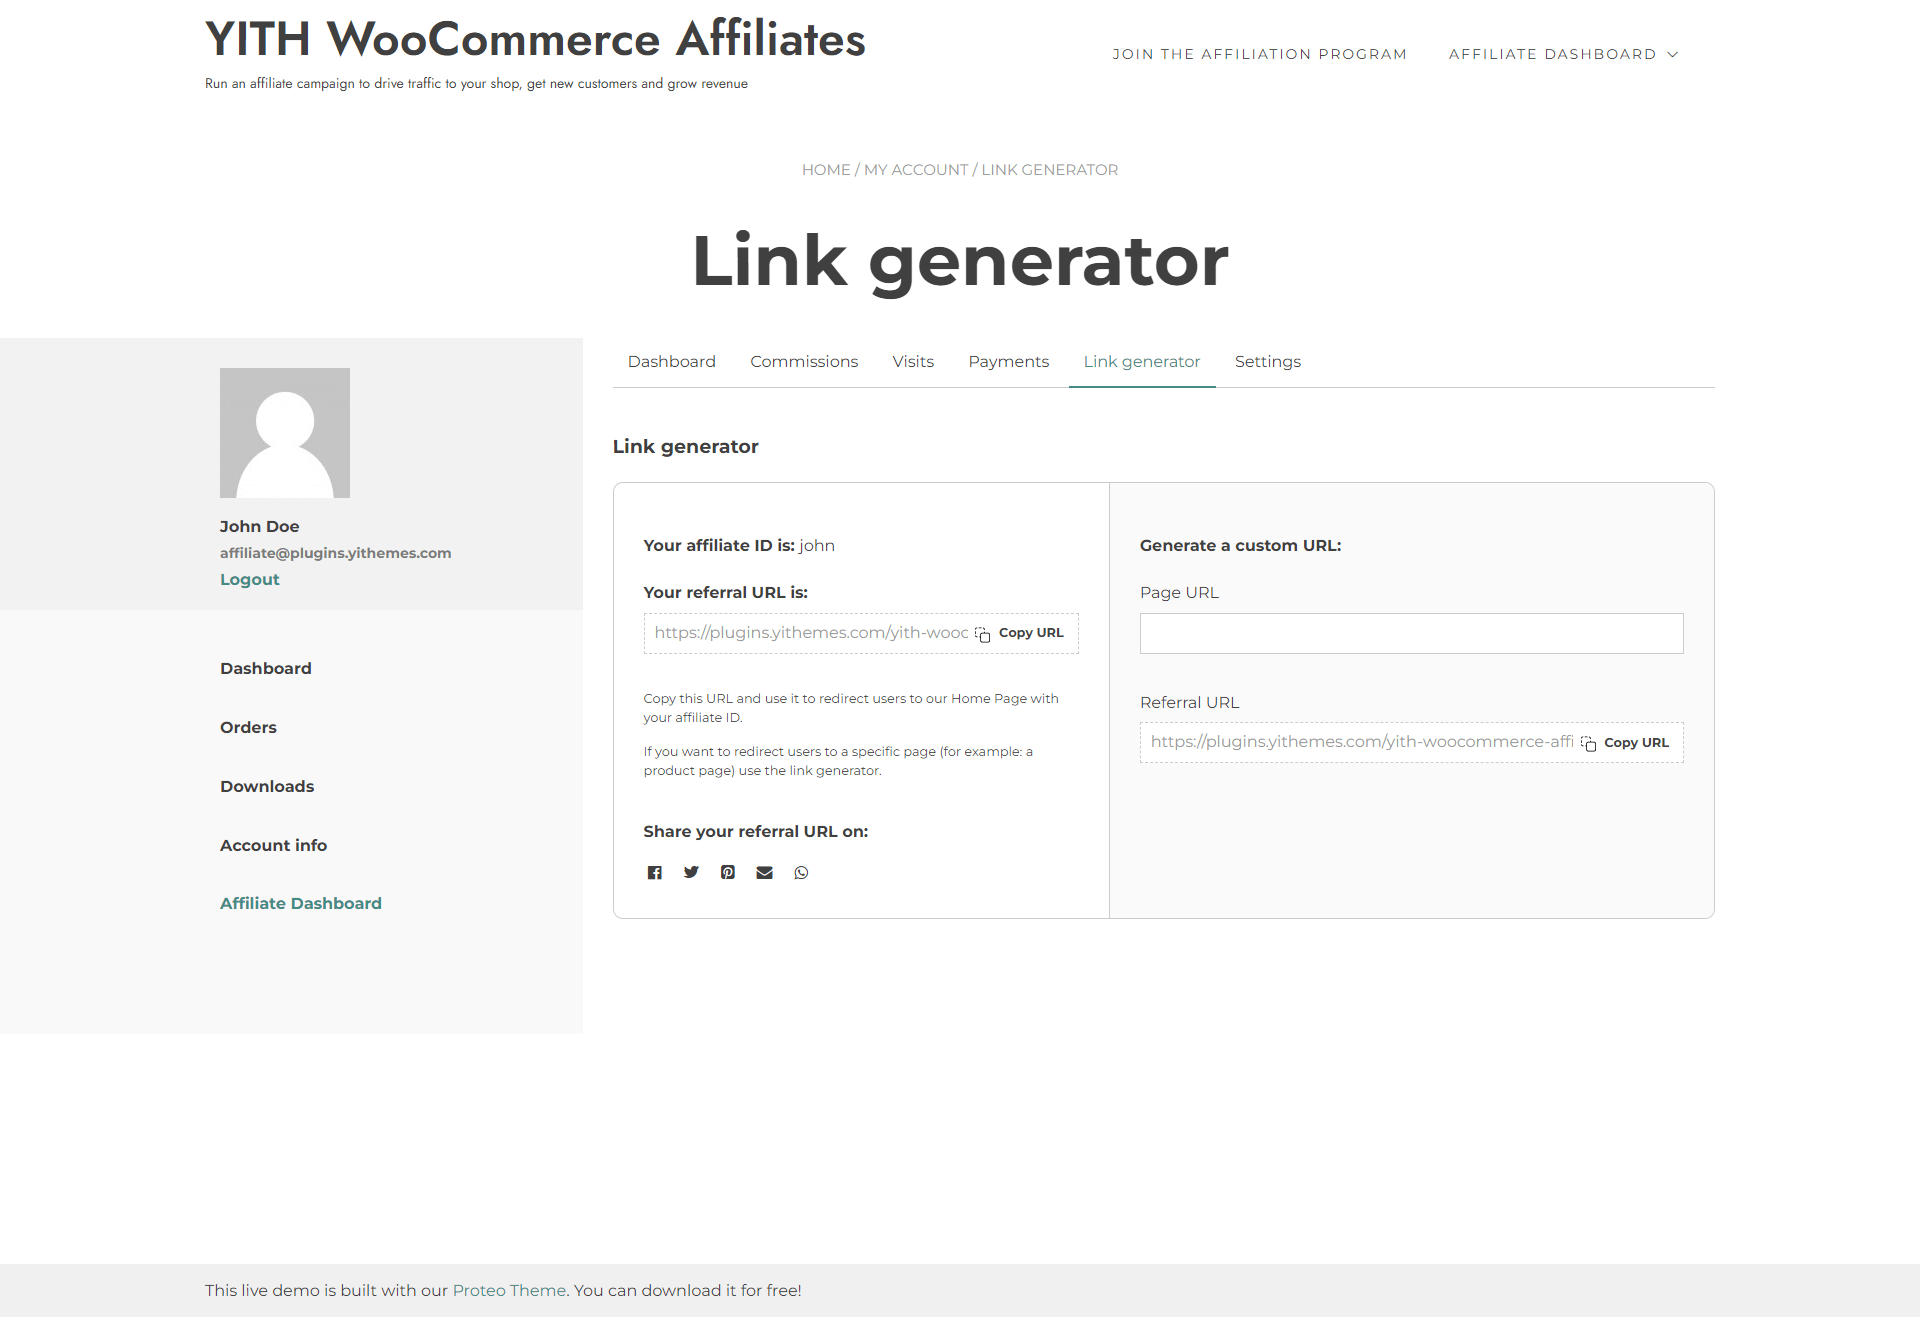 YITH WooCommerce Affiliates
Run an affiliate campaign to drive traffic to your shop, get new customers and grow revenue
JOIN THE AFFILIATION PROGRAM
AFFILIATE DASHBOARD
HOME / MY ACCOUNT / LINK GENERATOR
Link generator
John Doe
affiliate@plugins.yithemes.com
Logout
Dashboard
Orders
Downloads
Account info
Affiliate Dashboard
Dashboard Commissions Visits Payments Link generator Settings
Link generator
Your affiliate ID is: john
Your referral URL is:
https://plugins.yithemes.com/yith-wooc Copy URL
Copy this URL and use it to redirect users to our Home Page with
your affiliate ID.
If you want to redirect users to a specific page (for example: a
product page) use the link generator.
Share your referral URL on:
Generate a custom URL:
Page URL
Referral URL
https://plugins.yithemes.com/yith-woocommerce-affi Copy URL
This live demo is built with our Proteo Theme. You can download it for free!